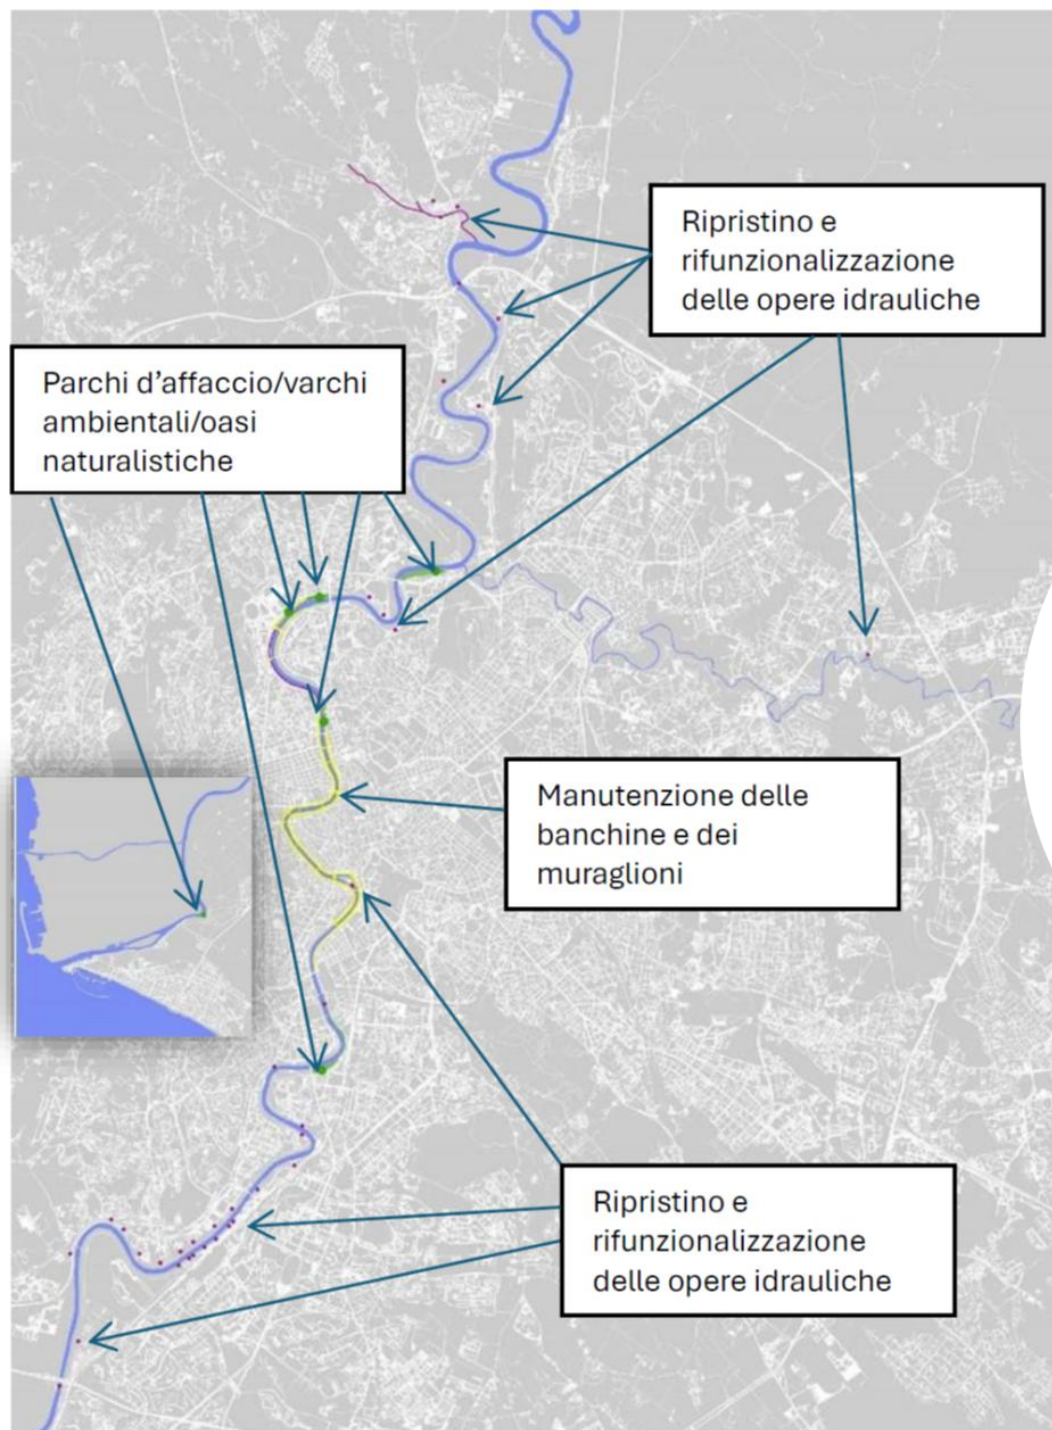 Ripristino e
rifunzionalizzazione
delle opere idrauliche
Parchi d'affaccio/varchi
ambientali/oasi
naturalistiche
Manutenzione delle
banchine e dei
muraglioni
Ripristino e
rifunzionalizzazione
delle opere idrauliche